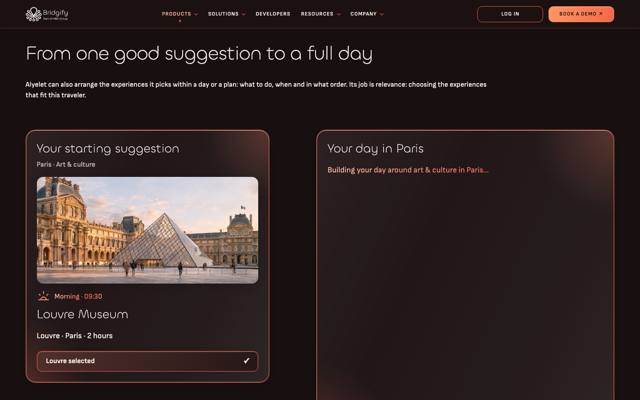 Bridgify
PRODUCTS
SOLUTIONS
DEVELOPERS
RESOURCES
COMPANY
LOG IN
BOOK A DEMO ↗
From one good suggestion to a full day
Alyelet can also arrange the experiences it picks within a day or a plan: what to do, when and in what order. Its job is relevance: choosing the experiences
that fit this traveler.
Your starting suggestion
Paris · Art & culture
Morning · 09:30
Louvre Museum
Louvre · Paris · 2 hours
Louvre selected ✓
Your day in Paris
Building your day around art & culture in Paris...